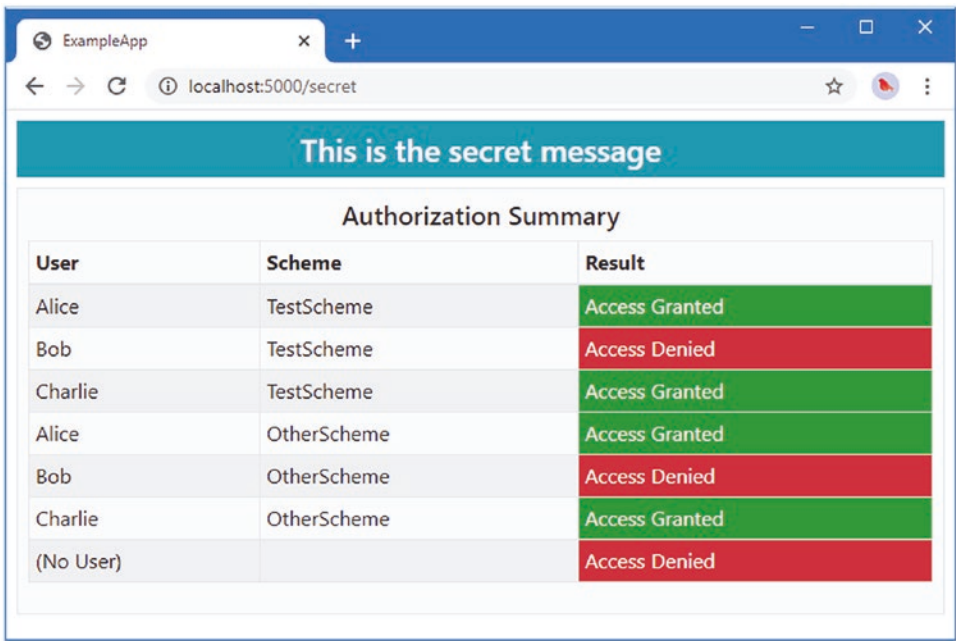 ExampleApp
localhost:5000/secret
This is the secret message
Authorization Summary
User Scheme Result
Alice TestScheme Access Granted
Bob TestScheme Access Denied
Charlie TestScheme Access Granted
Alice OtherScheme Access Granted
Bob OtherScheme Access Denied
Charlie OtherScheme Access Granted
(No User) Access Denied